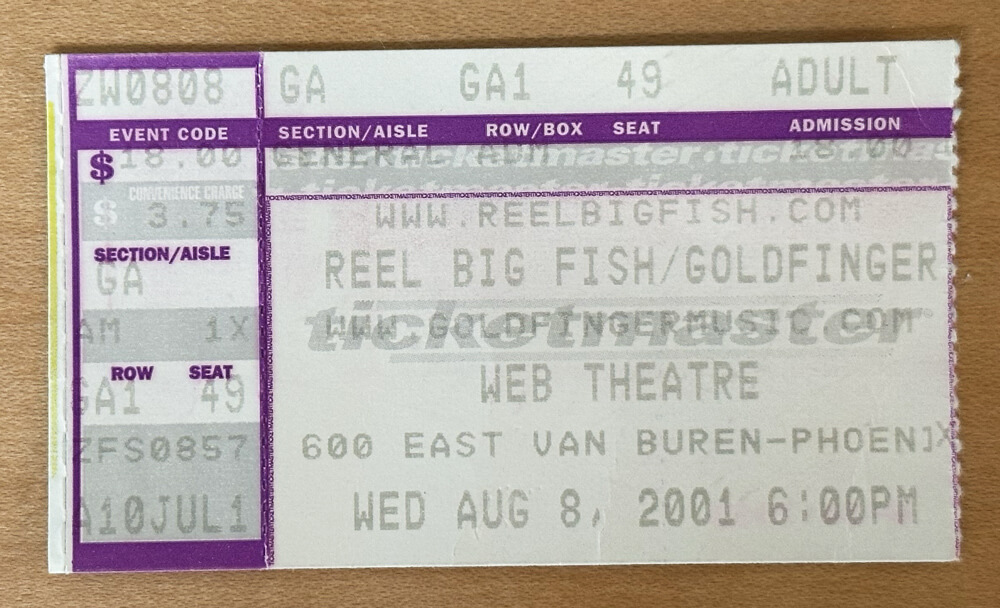 ZW0808 GA GA1 49 ADULT
EVENT CODE SECTION/AISLE ROW/BOX SEAT ADMISSION
$ 18.00 GENERAL ADM 18.00
ticketmaster ticketmaster
CONVENIENCE CHARGE
$ 3.75 WWW.REELBIGFISH.COM
SECTION/AISLE
GA REEL BIG FISH/GOLDFINGER
ticketmaster
AM 1X WWW.GOLDFINGERMUSIC.COM
ROW SEAT WEB THEATRE
GA1 49
ZFS0857 600 EAST VAN BUREN-PHOENIX
A10JUL1 WED AUG 8, 2001 6:00PM